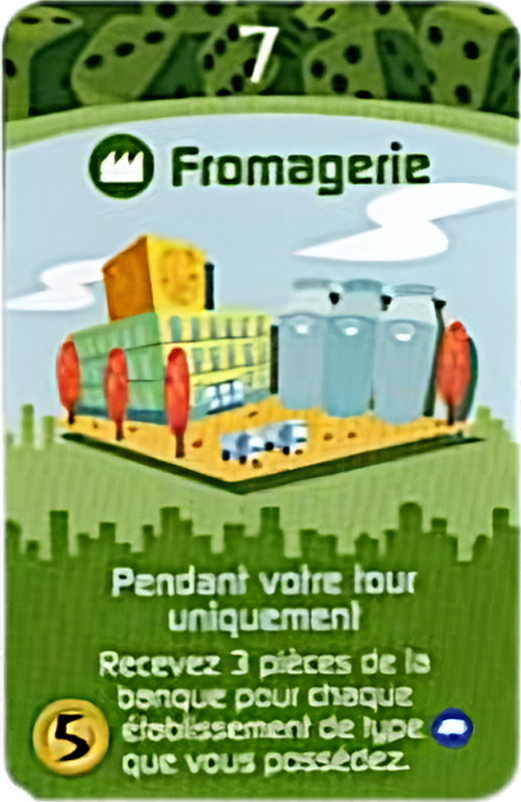 7
Fromagerie
Pendant votre tour
uniquement
Recevez 3 pièces de la
banque pour chaque
établissement de type
que vous possédez.
5